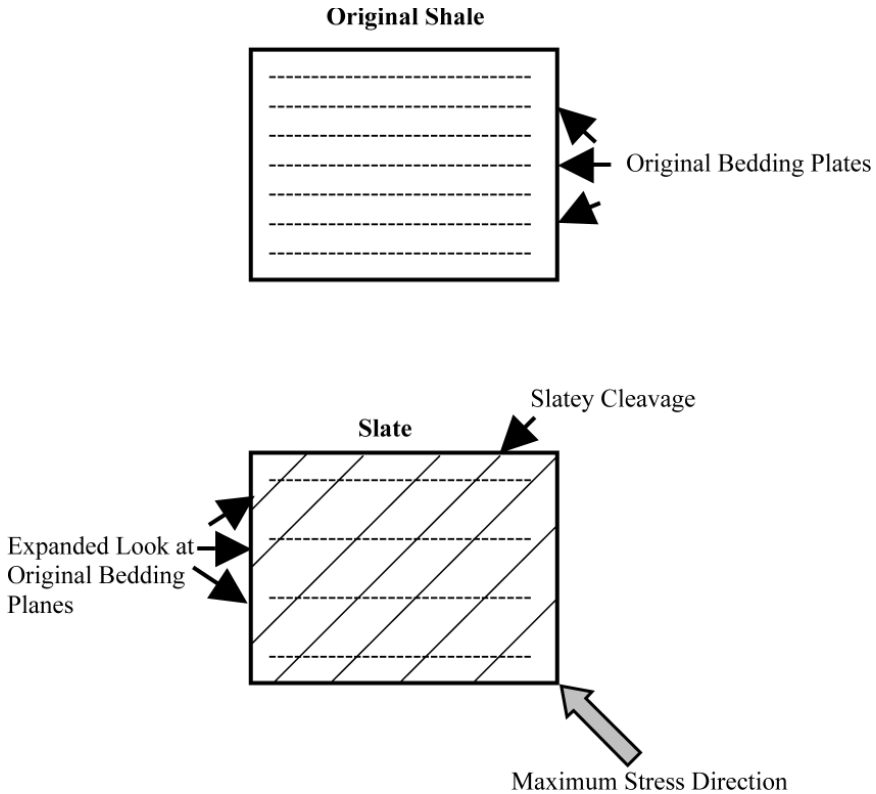 Original Shale
Original Bedding Plates
Slatey Cleavage
Slate
Expanded Look at
Original Bedding
Planes
Maximum Stress Direction